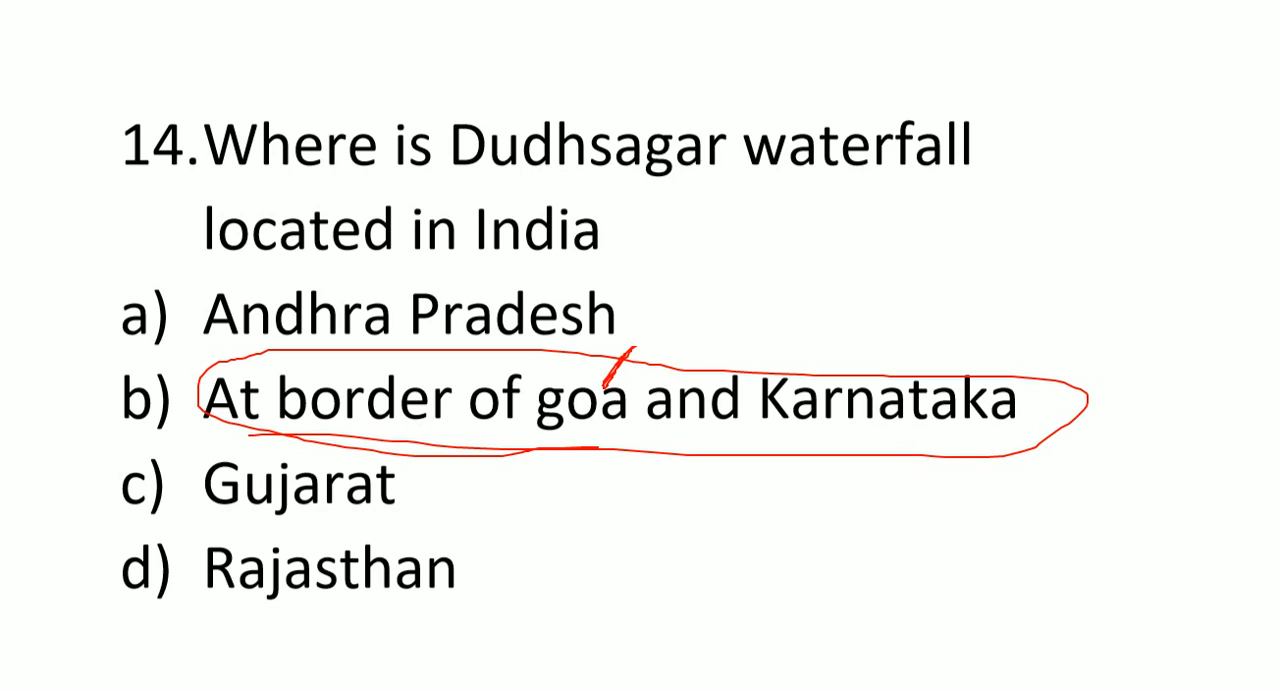 14. Where is Dudhsagar waterfall
located in India
a) Andhra Pradesh
b) At border of goa and Karnataka
c) Gujarat
d) Rajasthan